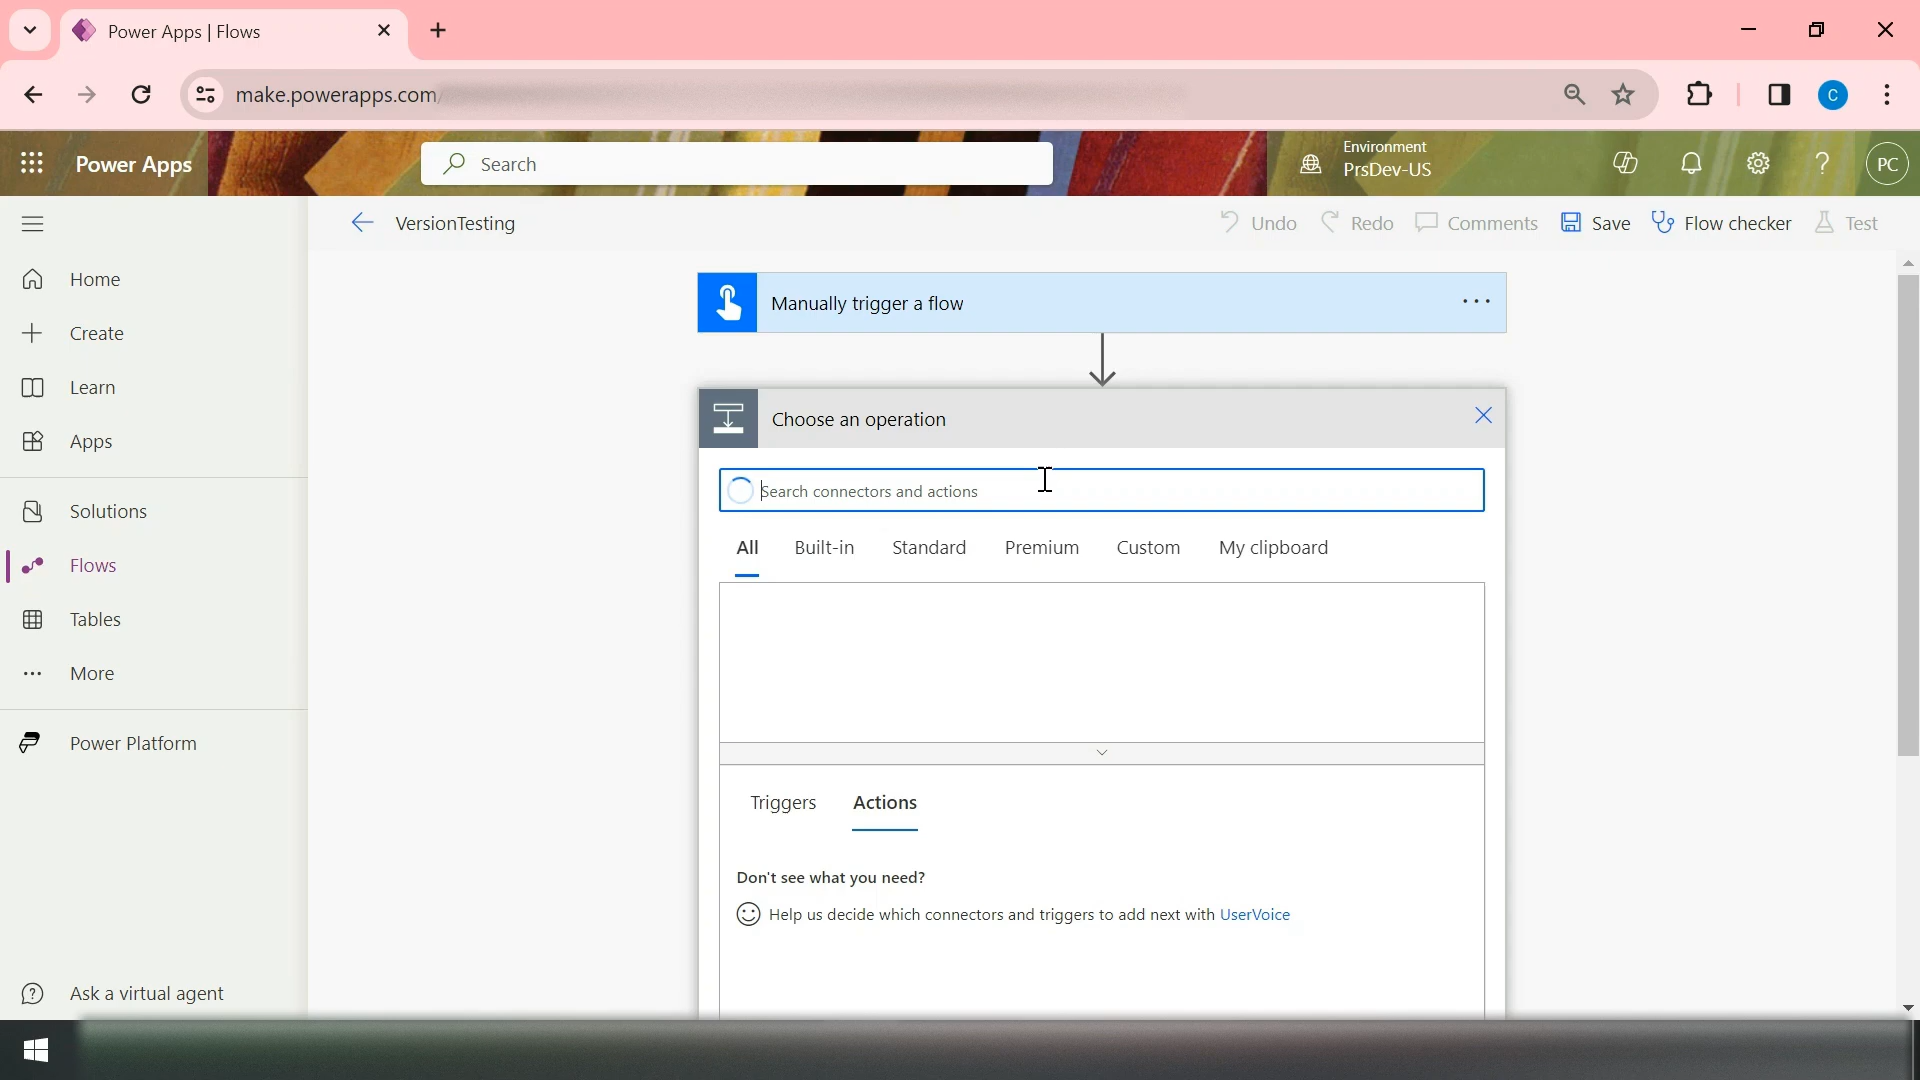 Power Apps | Flows
make.powerapps.com/
Power Apps
Search
Environment
PrsDev-US
PC
C
VersionTesting
Undo
Redo
Comments
Save
Flow checker
Test
Home
Create
Learn
Apps
Solutions
Flows
Tables
More
Power Platform
Ask a virtual agent
Manually trigger a flow
Choose an operation
Search connectors and actions
All
Built-in
Standard
Premium
Custom
My clipboard
Triggers
Actions
Don't see what you need?
Help us decide which connectors and triggers to add next with UserVoice